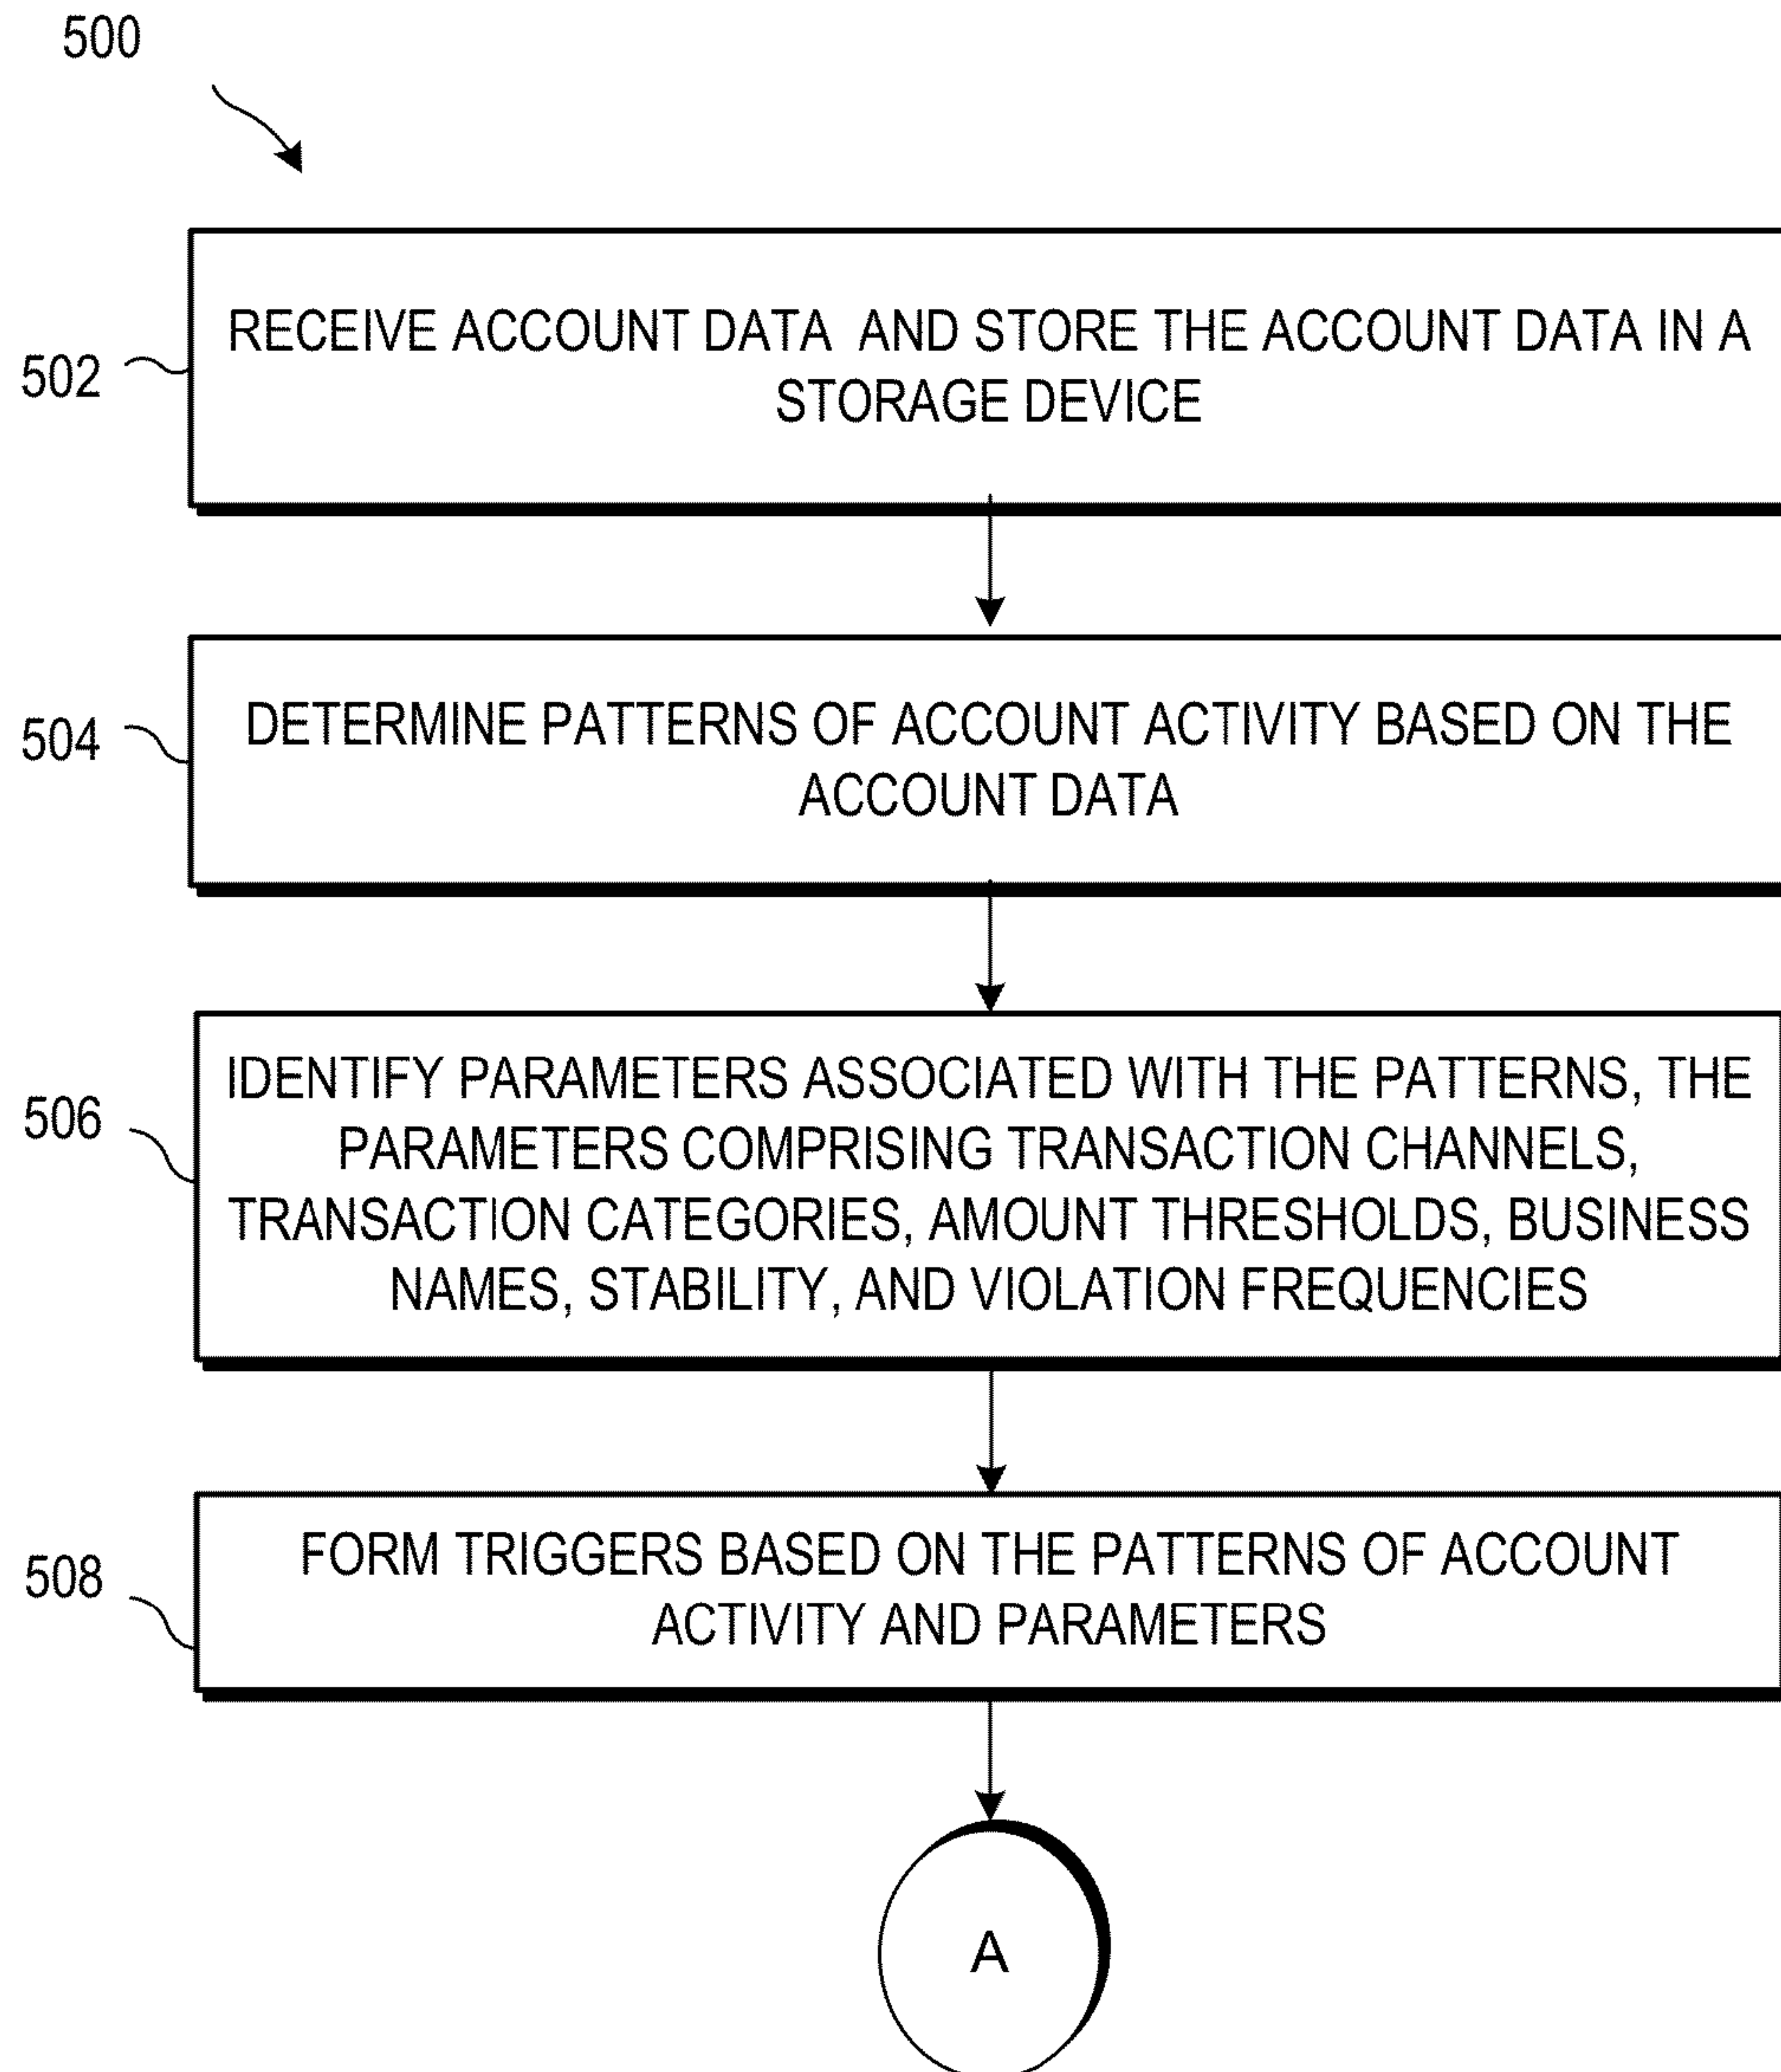 500
502
RECEIVE ACCOUNT DATA AND STORE THE ACCOUNT DATA IN A
STORAGE DEVICE
504
DETERMINE PATTERNS OF ACCOUNT ACTIVITY BASED ON THE
ACCOUNT DATA
506
IDENTIFY PARAMETERS ASSOCIATED WITH THE PATTERNS, THE
PARAMETERS COMPRISING TRANSACTION CHANNELS,
TRANSACTION CATEGORIES, AMOUNT THRESHOLDS, BUSINESS
NAMES, STABILITY, AND VIOLATION FREQUENCIES
508
FORM TRIGGERS BASED ON THE PATTERNS OF ACCOUNT
ACTIVITY AND PARAMETERS
A